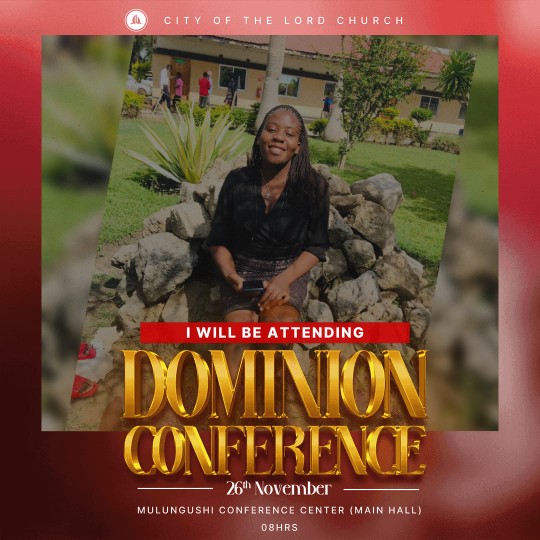 CITY OF THE LORD CHURCH
I WILL BE ATTENDING
DOMINION
CONFERENCE
26th November
MULUNGUSHI CONFERENCE CENTER (MAIN HALL)
08HRS